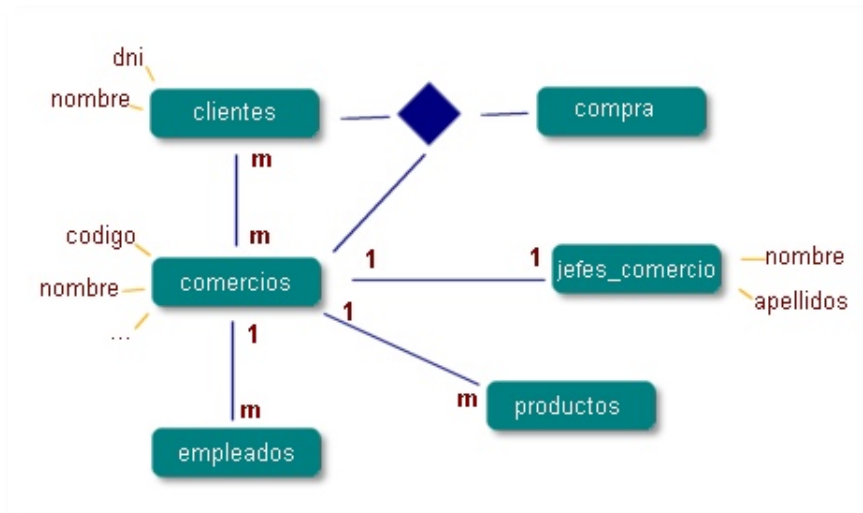 dni
nombre
clientes
compra
m
m
codigo
nombre
...
comercios
1
1
jefes_comercio
nombre
apellidos
1
1
m
m
productos
empleados